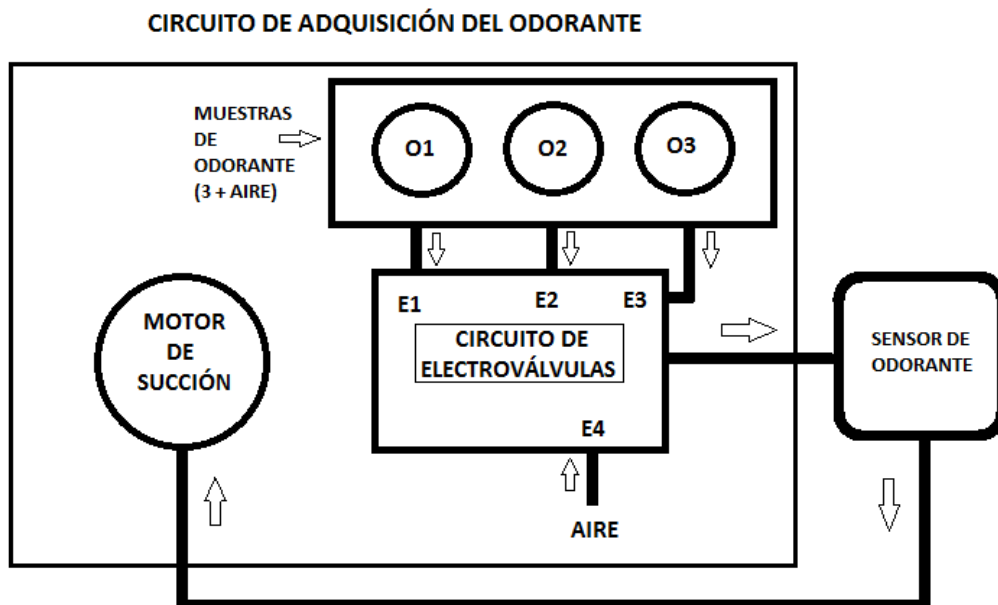 CIRCUITO DE ADQUISICIÓN DEL ODORANTE
MUESTRAS
DE
ODORANTE
(3 + AIRE)
O1
O2
O3
E1
E2
E3
CIRCUITO DE
ELECTROVÁLVULAS
E4
AIRE
MOTOR
DE
SUCCIÓN
SENSOR DE
ODORANTE